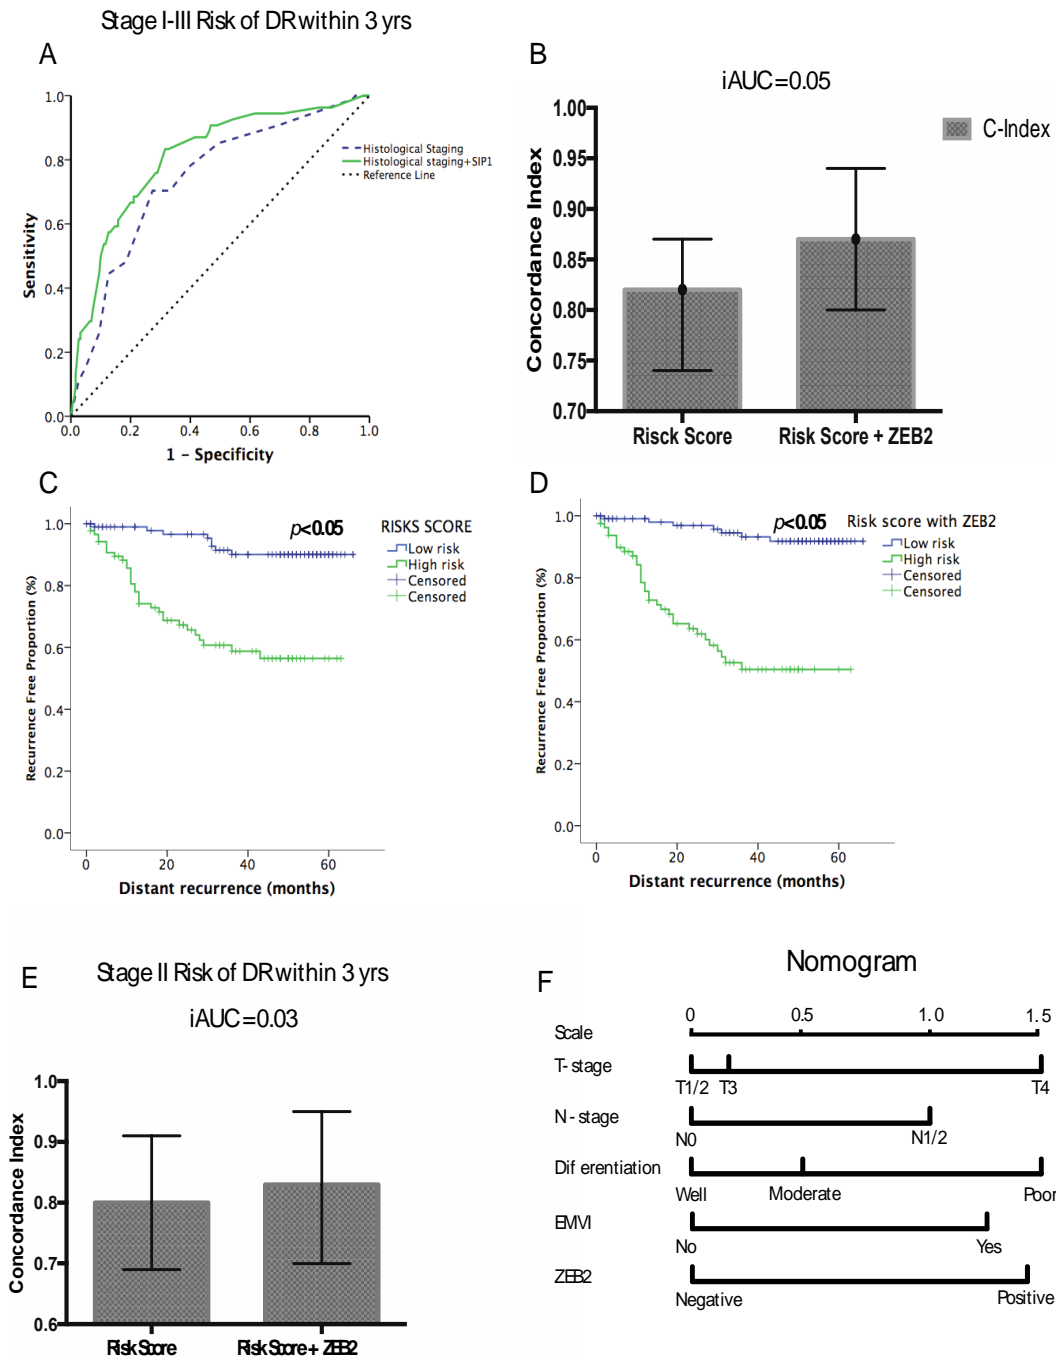 Stage I-III Risk of DR within 3 yrs
A
1.0
0.8
0.6
0.4
0.2
0.0
0.0 0.2 0.4 0.6 0.8 1.0
Sensitivity
1 - Specificity
Histological Staging
Histological staging+SIP1
Reference Line
B
iAUC=0.05
C-Index
1.00
0.95
0.90
0.85
0.80
0.75
0.70
Concordance Index
Risck Score Risk Score + ZEB2
C
p<0.05
RISKS SCORE
Low risk
High risk
Censored
Censored
1.0
0.8
0.6
0.4
0.2
0.0
0 20 40 60
Recurrence Free Proportion (%)
Distant recurrence (months)
D
p<0.05
Risk score with ZEB2
Low risk
High risk
Censored
Censored
1.0
0.8
0.6
0.4
0.2
0.0
0 20 40 60
Recurrence Free Proportion (%)
Distant recurrence (months)
E
Stage II Risk of DR within 3 yrs
iAUC=0.03
1.0
0.9
0.8
0.7
0.6
Concordance Index
Risk Score Risk Score + ZEB2
F
Nomogram
0 0.5 1.0 1.5
Scale
T-stage
T1/2 T3 T4
N-stage
N0 N1/2
Dif erentiation
Well Moderate Poor
EMVI
No Yes
ZEB2
Negative Positive